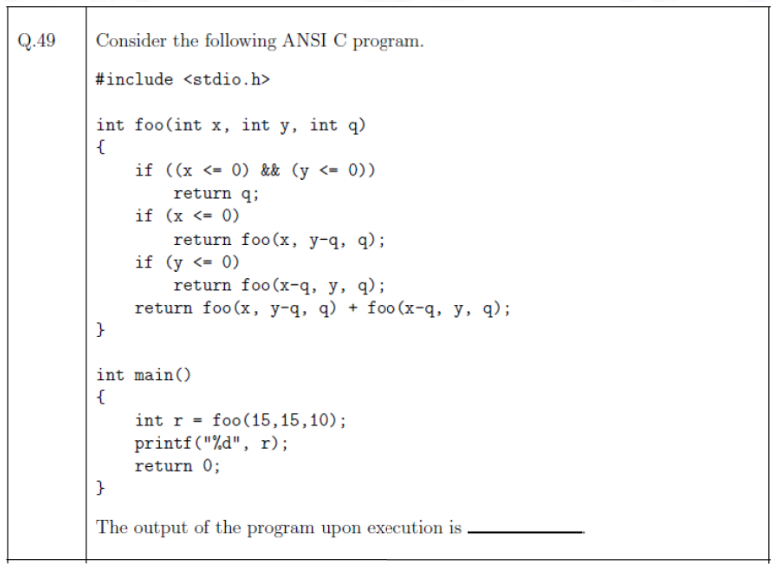 Q.49 Consider the following ANSI C program.
#include <stdio.h>
int foo(int x, int y, int q)
{
    if ((x <= 0) && (y <= 0))
        return q;
    if (x <= 0)
        return foo(x, y-q, q);
    if (y <= 0)
        return foo(x-q, y, q);
    return foo(x, y-q, q) + foo(x-q, y, q);
}
int main()
{
    int r = foo(15,15,10);
    printf("%d", r);
    return 0;
}
The output of the program upon execution is ________.